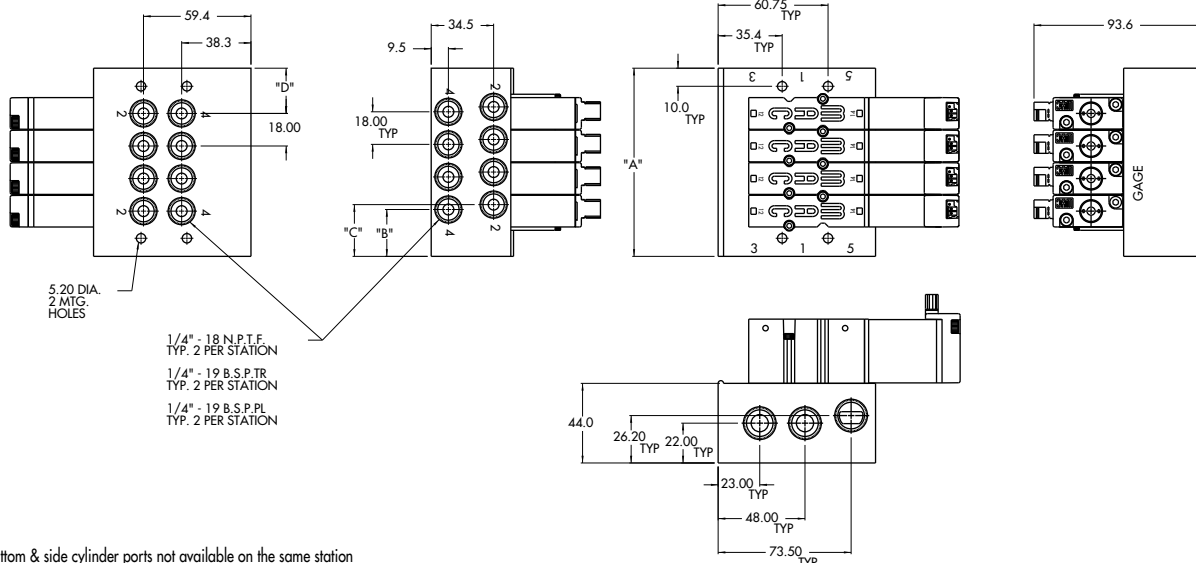 59.4
38.3
"D"
18.00
2
4
2
4
5.20 DIA.
2 MTG.
HOLES
1/4" - 18 N.P.T.F.
TYP. 2 PER STATION
1/4" - 19 B.S.P.TR
TYP. 2 PER STATION
1/4" - 19 B.S.P.PL
TYP. 2 PER STATION
34.5
9.5
4
2
18.00
TYP
"C"
"B"
4
2
60.75
TYP
35.4
TYP
3 1 5
10.0
TYP
"A"
3 1 5
93.6
GAGE
44.0
26.20
TYP
22.00
TYP
23.00
TYP
48.00
TYP
73.50
TYP
ttom & side cylinder ports not available on the same station